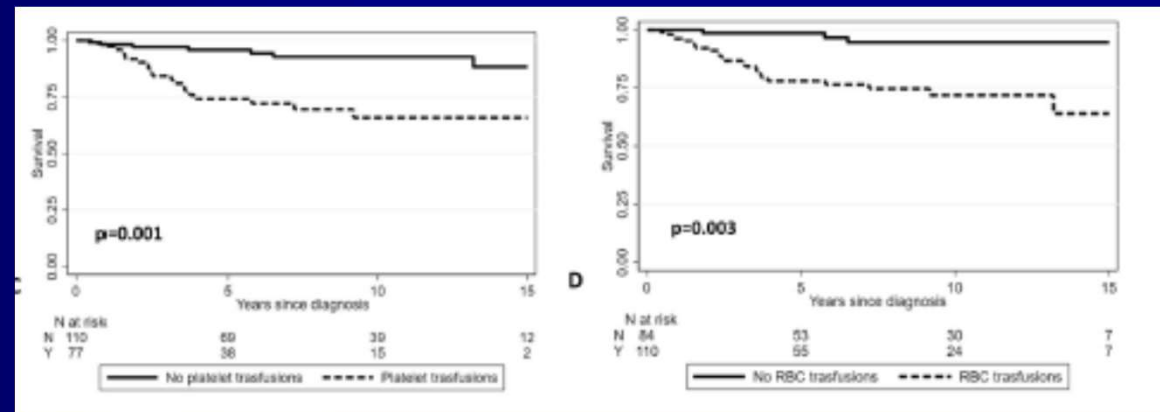 1.00
0.75
0.50
0.25
0.00
Survival
p=0.001
0 5 10 15
Years since diagnosis
N at risk
N 110 69 39 12
Y 77 38 15 2
No platelet trasfusions Platelet trasfusions
D
1.00
0.75
0.50
0.25
0.00
Survival
p=0.003
0 5 10 15
Years since diagnosis
N at risk
N 84 53 30 7
Y 110 55 24 7
No RBC trasfusions RBC trasfusions